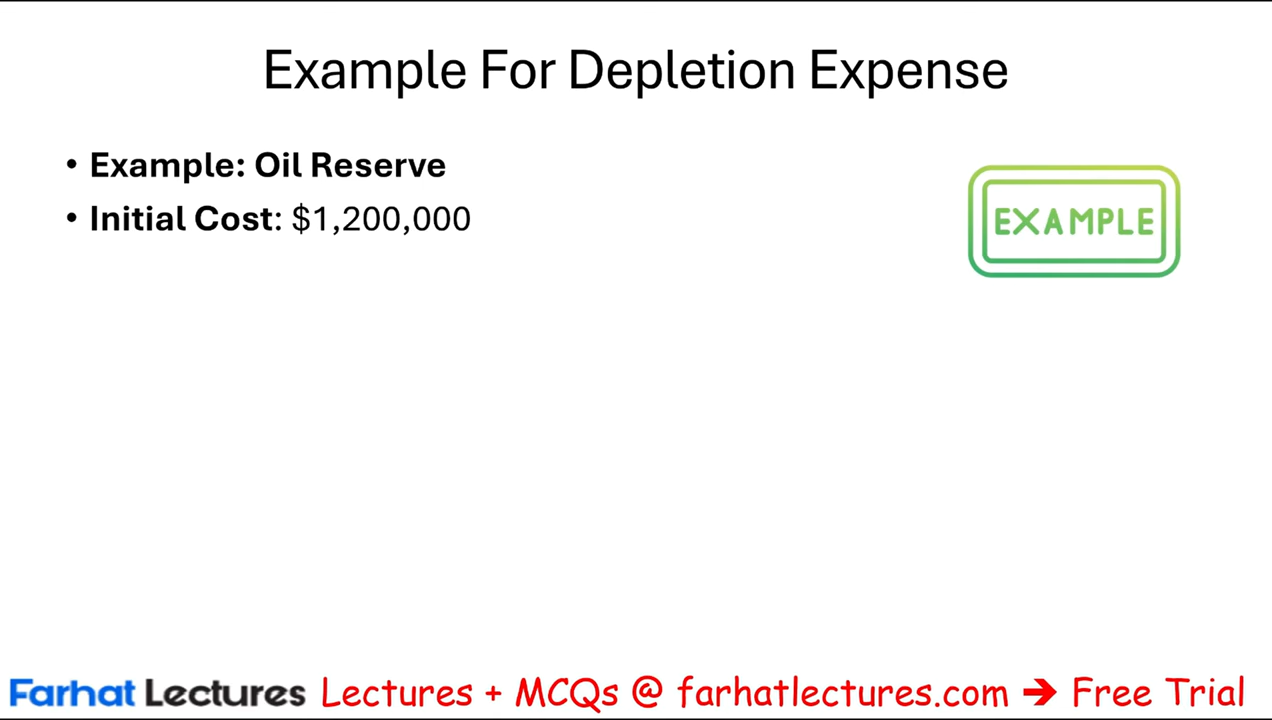 Example For Depletion Expense
• Example: Oil Reserve
• Initial Cost: $1,200,000
EXAMPLE
Farhat Lectures Lectures + MCQs @ farhatlectures.com ➔ Free Trial